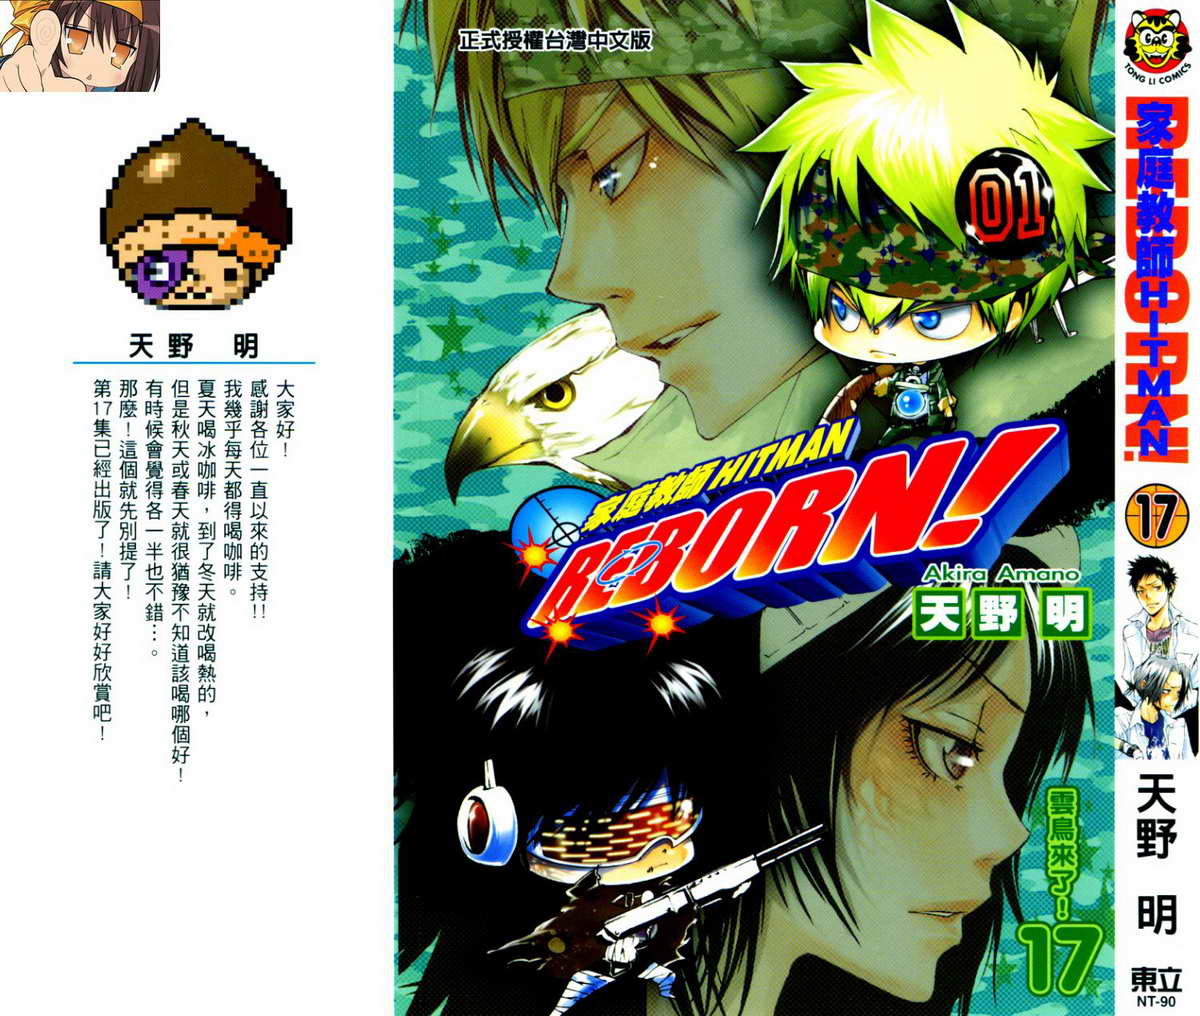 正式授權台灣中文版
01
家庭教師HITMAN
REBORN!
Akira Amano
天野 明
雲鳥來了！
17
TONG LI COMICS
REBORN!
家庭教師HITMAN
17
天野 明
東立
NT-90
天野 明
大家好！
感謝各位一直以來的支持!!
我幾乎每天都得喝咖啡。
夏天喝冰咖啡，到了冬天就改喝熱的，
但是秋天或春天就很猶豫不知道該喝哪個好！
有時候會覺得各一半也不錯…。
那麼！這個就先別提了！
第17集已經出版了！請大家好好欣賞吧！